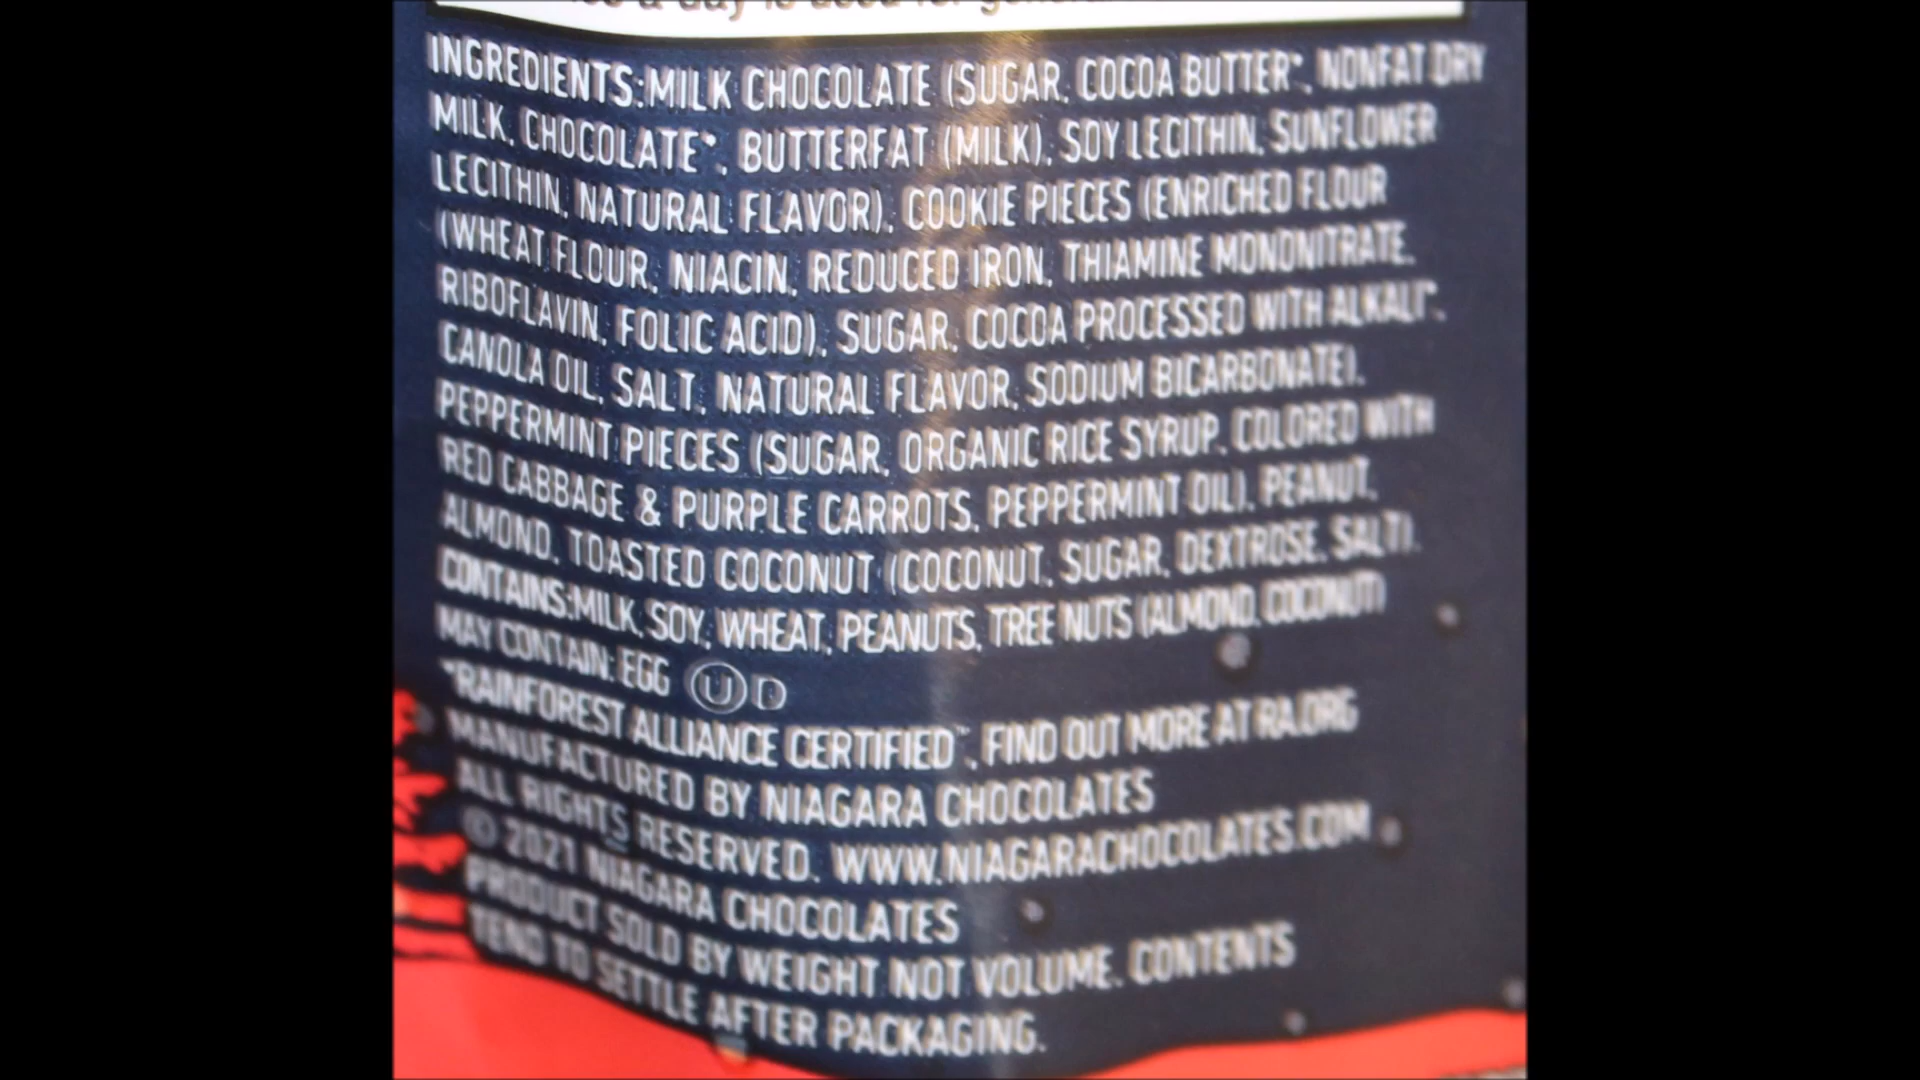 a day is used for general
INGREDIENTS:MILK CHOCOLATE (SUGAR, COCOA BUTTER*, NONFAT DRY
MILK, CHOCOLATE*, BUTTERFAT (MILK), SOY LECITHIN, SUNFLOWER
LECITHIN, NATURAL FLAVOR), COOKIE PIECES (ENRICHED FLOUR
(WHEAT FLOUR, NIACIN, REDUCED IRON, THIAMINE MONONITRATE,
RIBOFLAVIN, FOLIC ACID), SUGAR, COCOA PROCESSED WITH ALKALI*,
CANOLA OIL, SALT, NATURAL FLAVOR, SODIUM BICARBONATE),
PEPPERMINT PIECES (SUGAR, ORGANIC RICE SYRUP, COLORED WITH
RED CABBAGE & PURPLE CARROTS, PEPPERMINT OIL), PEANUT,
ALMOND, TOASTED COCONUT (COCONUT, SUGAR, DEXTROSE, SALT).
CONTAINS:MILK, SOY, WHEAT, PEANUTS, TREE NUTS (ALMOND, COCONUT)
MAY CONTAIN: EGG Ⓤ D
*RAINFOREST ALLIANCE CERTIFIED™, FIND OUT MORE AT RA.ORG
MANUFACTURED BY NIAGARA CHOCOLATES
ALL RIGHTS RESERVED. WWW.NIAGARACHOCOLATES.COM
© 2021 NIAGARA CHOCOLATES
PRODUCT SOLD BY WEIGHT NOT VOLUME. CONTENTS
TEND TO SETTLE AFTER PACKAGING.